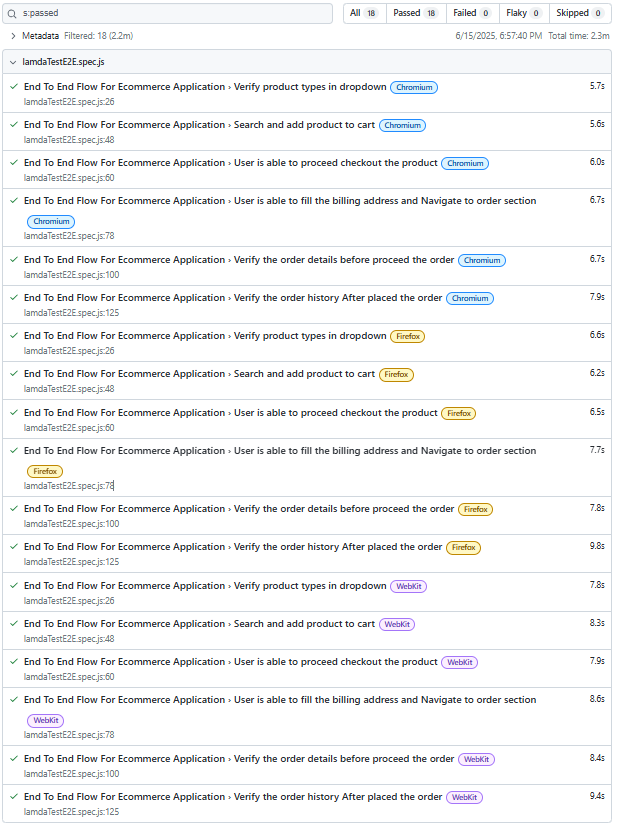 s:passed
All 18 Passed 18 Failed 0 Flaky 0 Skipped 0
Metadata Filtered: 18 (2.2m) 6/15/2025, 6:57:40 PM Total time: 2.3m
lamdaTestE2E.spec.js
End To End Flow For Ecommerce Application › Verify product types in dropdown Chromium 5.7s
lamdaTestE2E.spec.js:26
End To End Flow For Ecommerce Application › Search and add product to cart Chromium 5.6s
lamdaTestE2E.spec.js:48
End To End Flow For Ecommerce Application › User is able to proceed checkout the product Chromium 6.0s
lamdaTestE2E.spec.js:60
End To End Flow For Ecommerce Application › User is able to fill the billing address and Navigate to order section 6.7s
Chromium
lamdaTestE2E.spec.js:78
End To End Flow For Ecommerce Application › Verify the order details before proceed the order Chromium 6.7s
lamdaTestE2E.spec.js:100
End To End Flow For Ecommerce Application › Verify the order history After placed the order Chromium 7.9s
lamdaTestE2E.spec.js:125
End To End Flow For Ecommerce Application › Verify product types in dropdown Firefox 6.6s
lamdaTestE2E.spec.js:26
End To End Flow For Ecommerce Application › Search and add product to cart Firefox 6.2s
lamdaTestE2E.spec.js:48
End To End Flow For Ecommerce Application › User is able to proceed checkout the product Firefox 6.5s
lamdaTestE2E.spec.js:60
End To End Flow For Ecommerce Application › User is able to fill the billing address and Navigate to order section 7.7s
Firefox
lamdaTestE2E.spec.js:78
End To End Flow For Ecommerce Application › Verify the order details before proceed the order Firefox 7.8s
lamdaTestE2E.spec.js:100
End To End Flow For Ecommerce Application › Verify the order history After placed the order Firefox 9.8s
lamdaTestE2E.spec.js:125
End To End Flow For Ecommerce Application › Verify product types in dropdown WebKit 7.8s
lamdaTestE2E.spec.js:26
End To End Flow For Ecommerce Application › Search and add product to cart WebKit 8.3s
lamdaTestE2E.spec.js:48
End To End Flow For Ecommerce Application › User is able to proceed checkout the product WebKit 7.9s
lamdaTestE2E.spec.js:60
End To End Flow For Ecommerce Application › User is able to fill the billing address and Navigate to order section 8.6s
WebKit
lamdaTestE2E.spec.js:78
End To End Flow For Ecommerce Application › Verify the order details before proceed the order WebKit 8.4s
lamdaTestE2E.spec.js:100
End To End Flow For Ecommerce Application › Verify the order history After placed the order WebKit 9.4s
lamdaTestE2E.spec.js:125